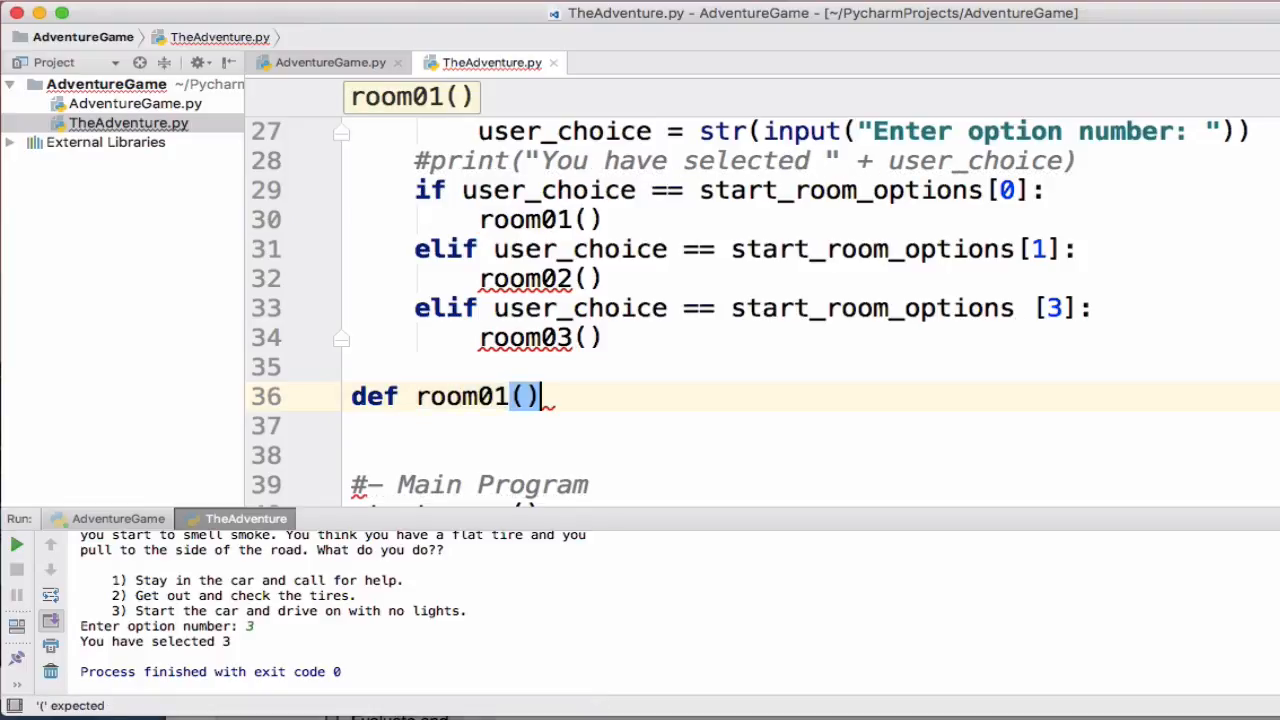 TheAdventure.py - AdventureGame - [~/PycharmProjects/AdventureGame]
AdventureGame TheAdventure.py
Project AdventureGame.py TheAdventure.py
AdventureGame ~/Pycharm
AdventureGame.py
TheAdventure.py
External Libraries
room01()
27 user_choice = str(input("Enter option number: "))
28 #print("You have selected " + user_choice)
29 if user_choice == start_room_options[0]:
30 room01()
31 elif user_choice == start_room_options[1]:
32 room02()
33 elif user_choice == start_room_options [3]:
34 room03()
35
36 def room01()
37
38
39 #- Main Program
Run: AdventureGame TheAdventure
you start to smell smoke. You think you have a flat tire and you
pull to the side of the road. What do you do??
1) Stay in the car and call for help.
2) Get out and check the tires.
3) Start the car and drive on with no lights.
Enter option number: 3
You have selected 3
Process finished with exit code 0
'(' expected